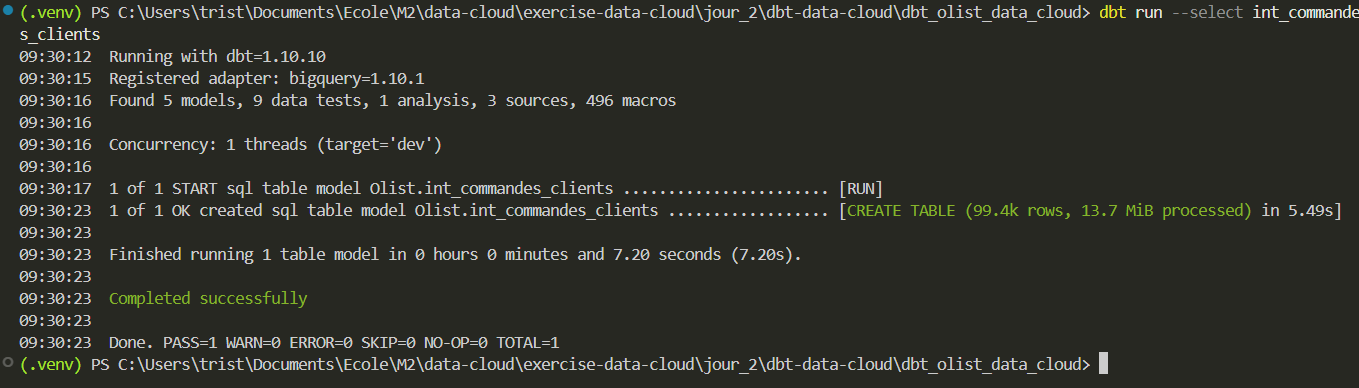 (.venv) PS C:\Users\trist\Documents\Ecole\M2\data-cloud\exercise-data-cloud\jour_2\dbt-data-cloud\dbt_olist_data_cloud> dbt run --select int_commande
s_clients
09:30:12  Running with dbt=1.10.10
09:30:15  Registered adapter: bigquery=1.10.1
09:30:16  Found 5 models, 9 data tests, 1 analysis, 3 sources, 496 macros
09:30:16
09:30:16  Concurrency: 1 threads (target='dev')
09:30:16
09:30:17  1 of 1 START sql table model Olist.int_commandes_clients ....................... [RUN]
09:30:23  1 of 1 OK created sql table model Olist.int_commandes_clients .................. [CREATE TABLE (99.4k rows, 13.7 MiB processed) in 5.49s]
09:30:23
09:30:23  Finished running 1 table model in 0 hours 0 minutes and 7.20 seconds (7.20s).
09:30:23
09:30:23  Completed successfully
09:30:23
09:30:23  Done. PASS=1 WARN=0 ERROR=0 SKIP=0 NO-OP=0 TOTAL=1
(.venv) PS C:\Users\trist\Documents\Ecole\M2\data-cloud\exercise-data-cloud\jour_2\dbt-data-cloud\dbt_olist_data_cloud>